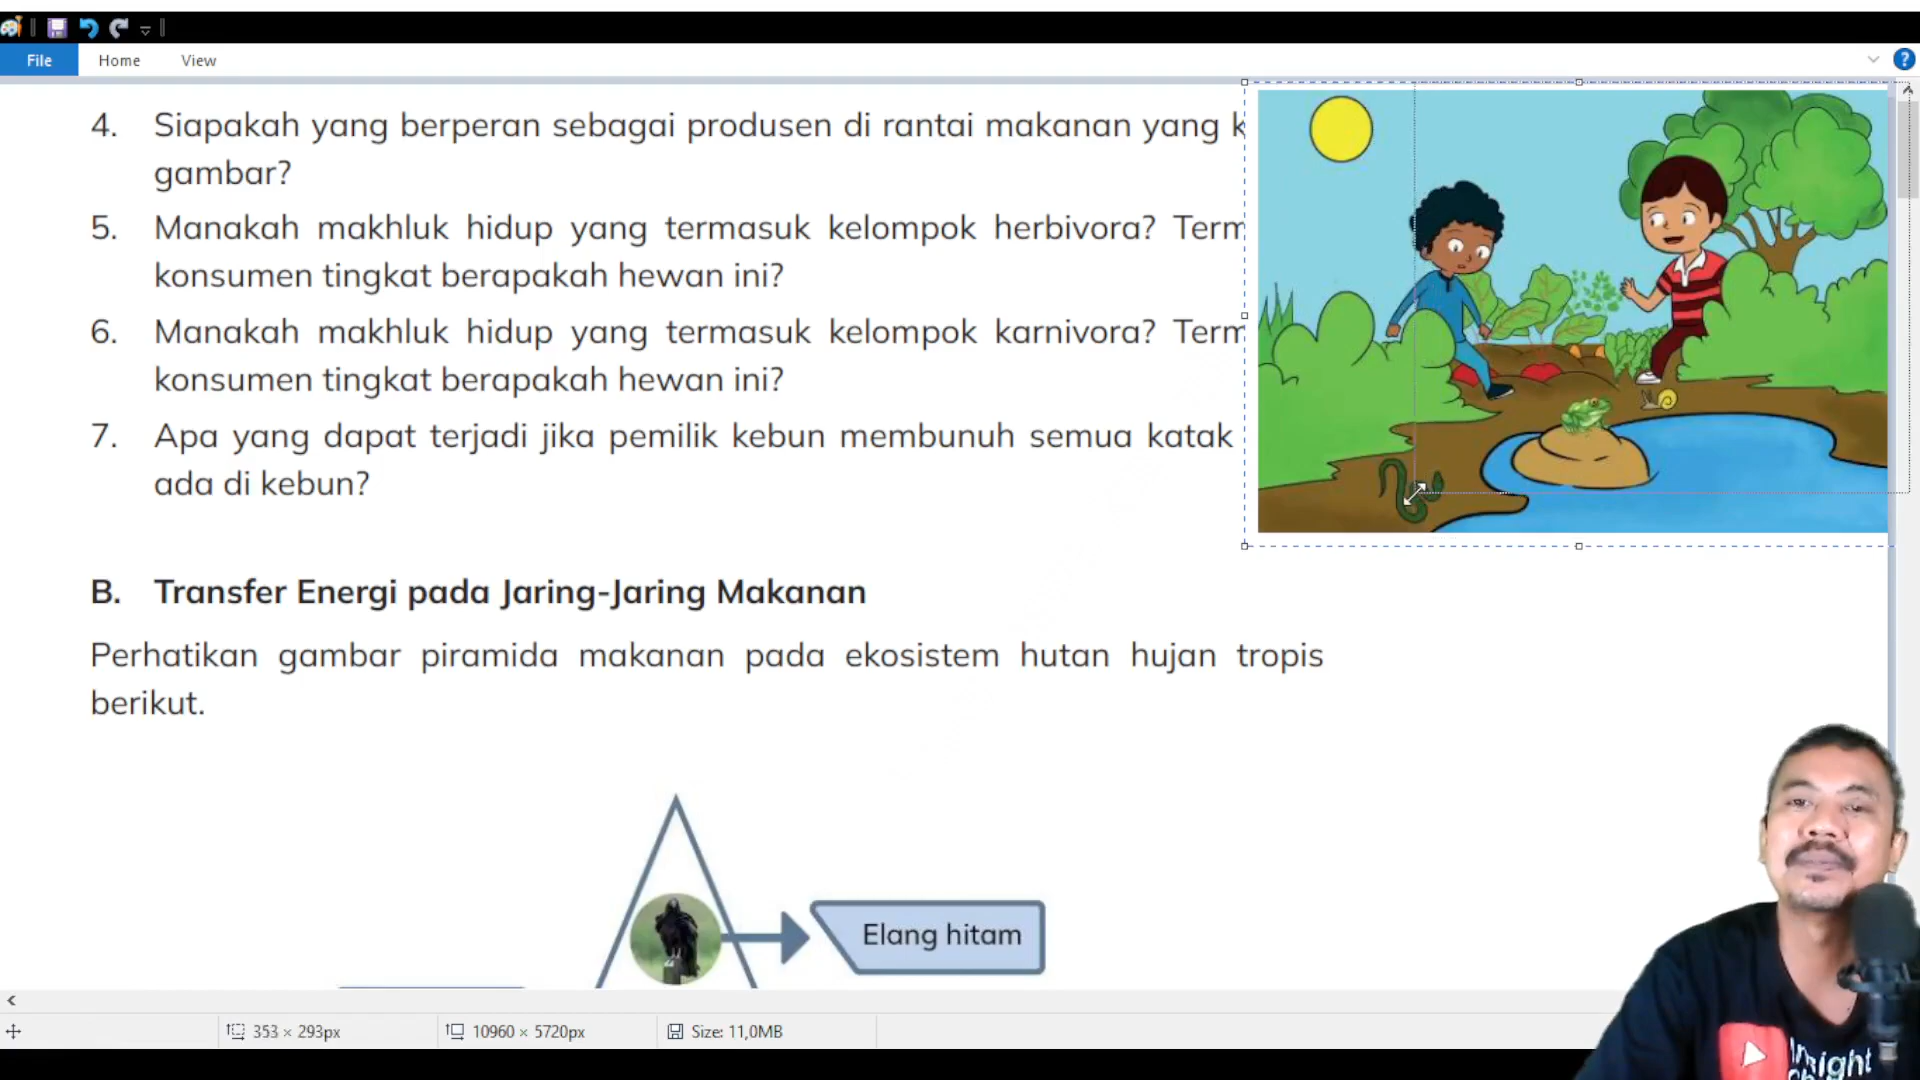 File Home View
4. Siapakah yang berperan sebagai produsen di rantai makanan yang k
gambar?
5. Manakah makhluk hidup yang termasuk kelompok herbivora? Term
konsumen tingkat berapakah hewan ini?
6. Manakah makhluk hidup yang termasuk kelompok karnivora? Term
konsumen tingkat berapakah hewan ini?
7. Apa yang dapat terjadi jika pemilik kebun membunuh semua katak
ada di kebun?
B. Transfer Energi pada Jaring-Jaring Makanan
Perhatikan gambar piramida makanan pada ekosistem hutan hujan tropis
berikut.
Elang hitam
353 × 293px 10960 × 5720px Size: 11,0MB
Insight